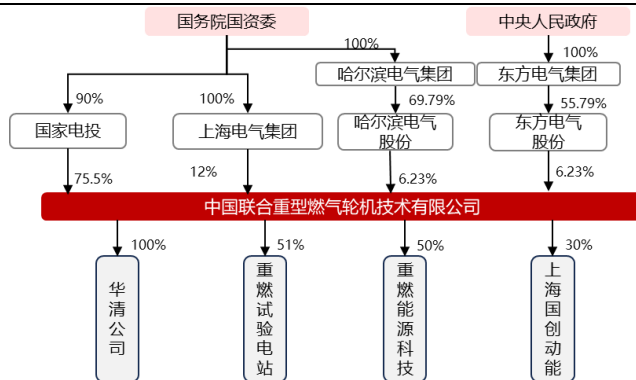 国务院国资委
中央人民政府
100%
100%
哈尔滨电气集团
东方电气集团
90%
100%
69.79%
55.79%
国家电投
上海电气集团
哈尔滨电气
股份
东方电气
股份
75.5%
12%
6.23%
6.23%
中国联合重型燃气轮机技术有限公司
100%
51%
50%
30%
华清公司
重燃试验电站
重燃能源科技
上海国创动能